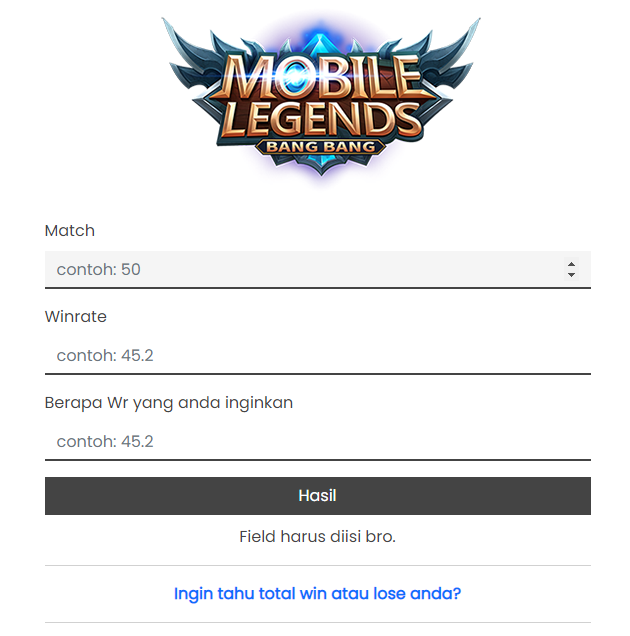 MOBILE
LEGENDS
BANG BANG
Match
contoh: 50
Winrate
contoh: 45.2
Berapa Wr yang anda inginkan
contoh: 45.2
Hasil
Field harus diisi bro.
Ingin tahu total win atau lose anda?